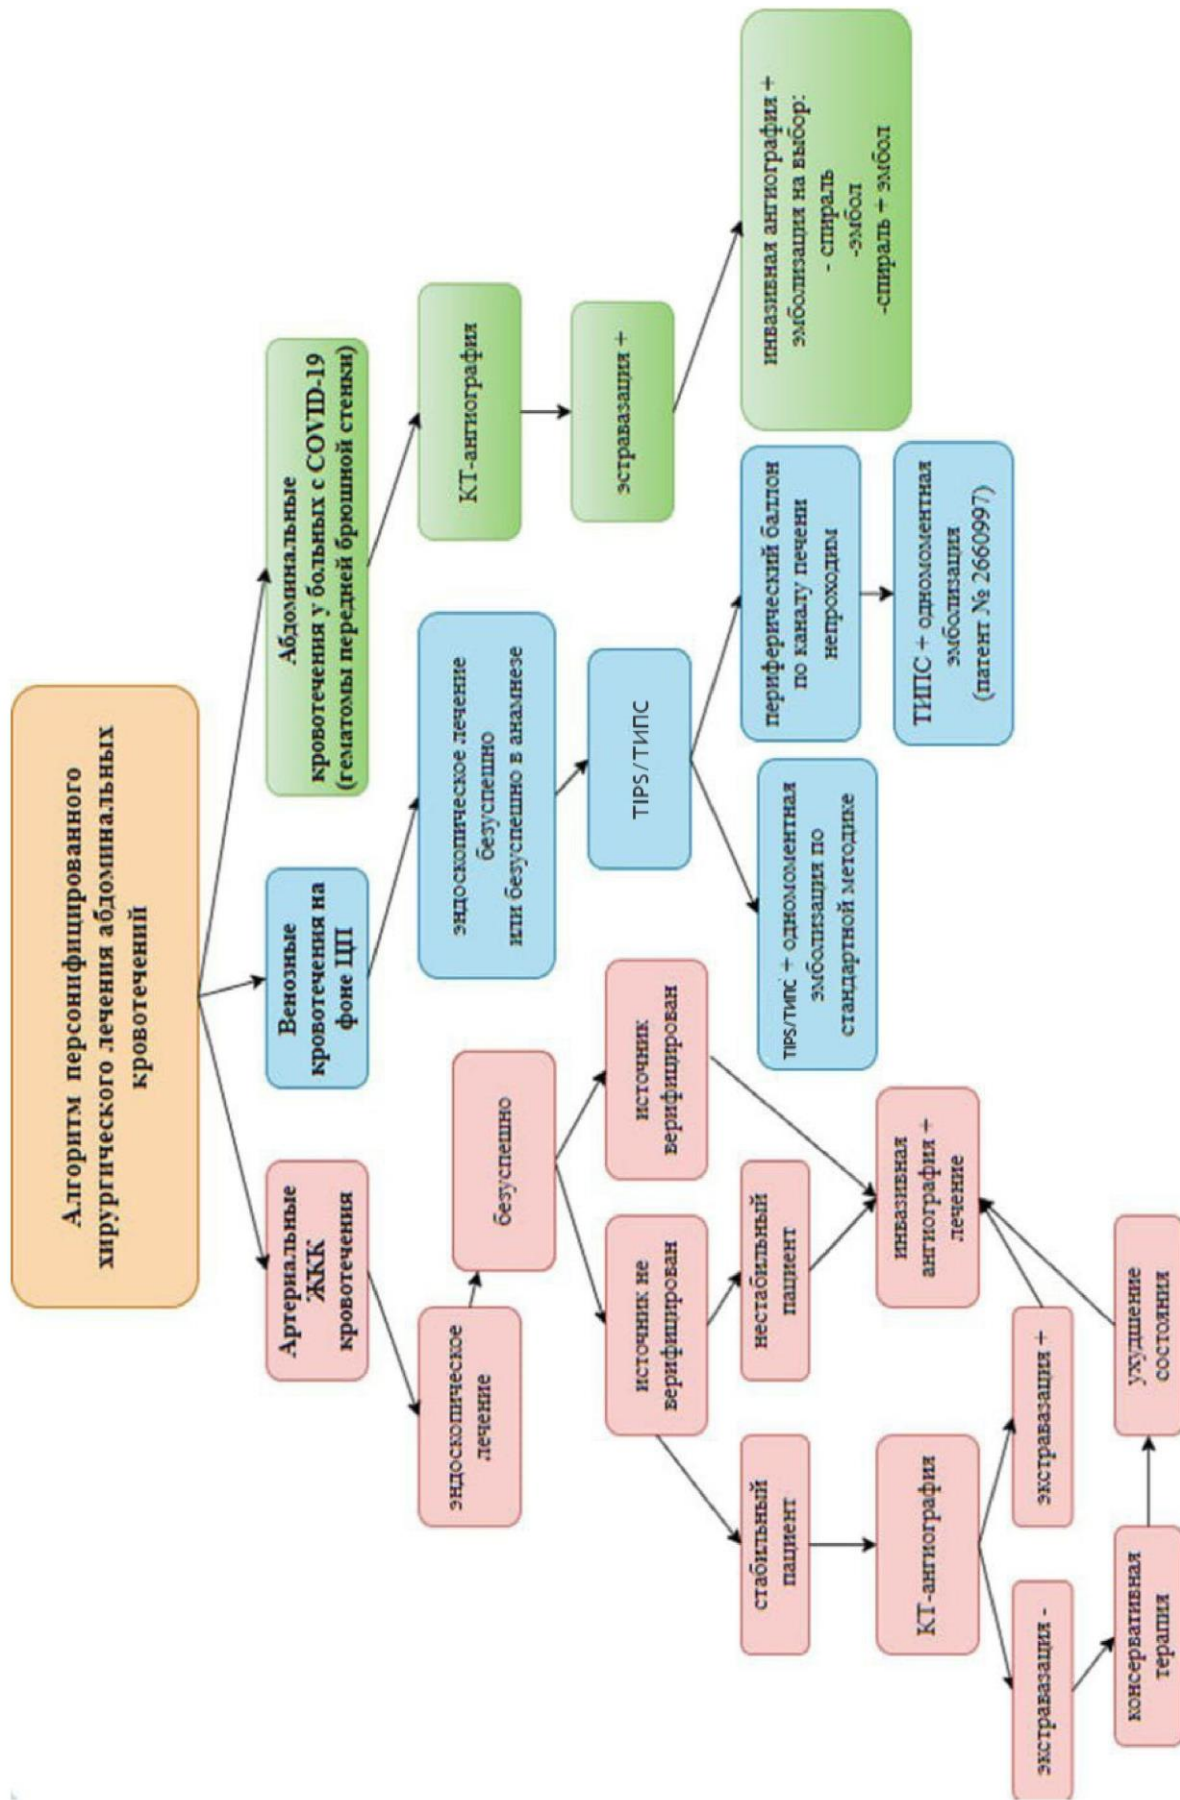 Алгоритм персонифицированного
хирургического лечения абдоминальных
кровотечений
Артериальные
ЖКК
кровотечения
Венозные
кровотечения на
фоне ЦП
Абдоминальные
кровотечения у больных с COVID-19
(гематомы передней брюшной стенки)
эндоскопическое
лечение
безуспешно
источник не
верифицирован
источник
верифицирован
стабильный
пациент
нестабильный
пациент
КТ-ангиография
инвазивная
ангиография +
лечение
экстравазация -
экстравазация +
консервативная
терапия
ухудшение
состояния
эндоскопическое лечение
безуспешно
или безуспешно в анамнезе
TIPS/ТИПС
TIPS/ТИПС + одномоментная
эмболизация по
стандартной методике
периферический баллон
по каналу печени
непроходим
ТИПС + одномоментная
эмболизация
(патент № 2660997)
КТ-ангиография
эстравазация +
инвазивная ангиография +
эмболизация на выбор:
- спираль
-эмбол
-спираль + эмбол